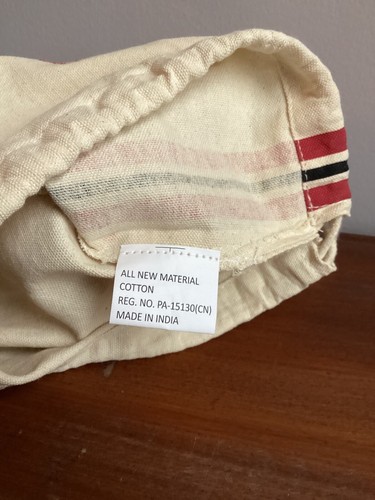 ALL NEW MATERIAL
COTTON
REG. NO. PA-15130(CN)
MADE IN INDIA